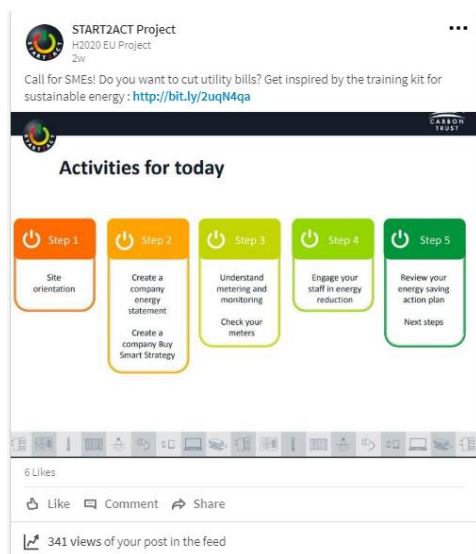 START2ACT Project
H2020 EU Project
2w
Call for SMEs! Do you want to cut utility bills? Get inspired by the training kit for
sustainable energy : http://bit.ly/2uqN4qa
START2ACT
CARBON
TRUST
Activities for today
Step 1
Site
orientation
Step 2
Create a
company
energy
statement
Create a
company Buy
Smart Strategy
Step 3
Understand
metering and
monitoring
Check your
meters
Step 4
Engage your
staff in energy
reduction
Step 5
Review your
energy saving
action plan
Next steps
6 Likes
Like Comment Share
341 views of your post in the feed